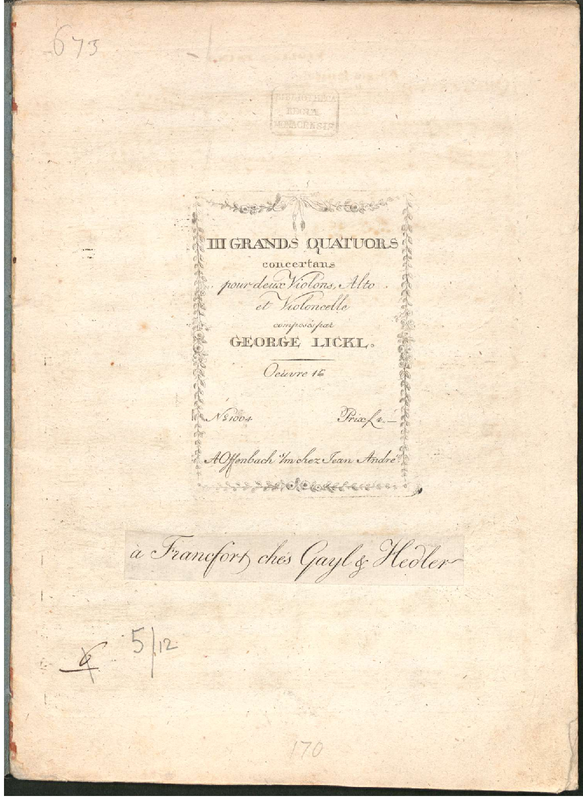 673
III GRANDS QUATUORS
concertans
pour deux Violons, Alto
et Violoncelle
composés par
GEORGE LICKL.
Oeuvre 16
No 1004 Prix f
A Offenbach s/m chez Jean André
à Francfort, chés Gayl & Hedler
5/12
170